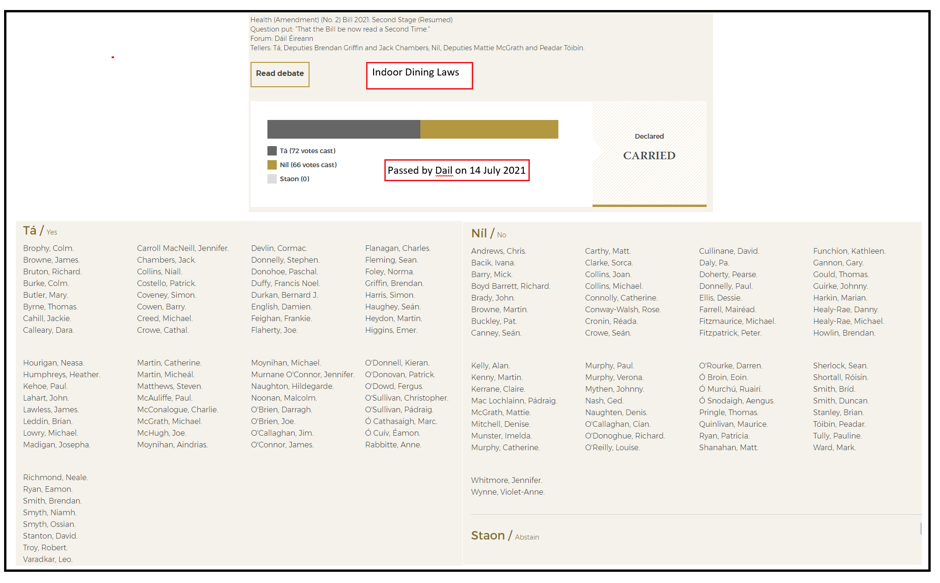 Health (Amendment) (No. 2) Bill 2021: Second Stage (Resumed)
Question put: "That the Bill be now read a Second Time."
Forum: Dáil Éireann
Tellers: Tá, Deputies Brendan Griffin and Jack Chambers; Níl, Deputies Mattie McGrath and Peadar Tóibín.
Read debate
Indoor Dining Laws
Tá (72 votes cast)
Níl (66 votes cast)
Staon (0)
Passed by Dail on 14 July 2021
Declared
CARRIED
Tá / Yes
Brophy, Colm. Carroll MacNeill, Jennifer. Devlin, Cormac. Flanagan, Charles.
Browne, James. Chambers, Jack. Donnelly, Stephen. Fleming, Sean.
Bruton, Richard. Collins, Niall. Donohoe, Paschal. Foley, Norma.
Burke, Colm. Costello, Patrick. Duffy, Francis Noel. Griffin, Brendan.
Butler, Mary. Coveney, Simon. Durkan, Bernard J. Harris, Simon.
Byrne, Thomas. Cowen, Barry. English, Damien. Haughey, Seán.
Cahill, Jackie. Creed, Michael. Feighan, Frankie. Heydon, Martin.
Calleary, Dara. Crowe, Cathal. Flaherty, Joe. Higgins, Emer.
Hourigan, Neasa. Martin, Catherine. Moynihan, Michael. O'Donnell, Kieran.
Humphreys, Heather. Martin, Micheál. Murnane O'Connor, Jennifer. O'Donovan, Patrick.
Kehoe, Paul. Matthews, Steven. Naughton, Hildegarde. O'Dowd, Fergus.
Lahart, John. McAuliffe, Paul. Noonan, Malcolm. O'Sullivan, Christopher.
Lawless, James. McConalogue, Charlie. O'Brien, Darragh. O'Sullivan, Pádraig.
Leddin, Brian. McGrath, Michael. O'Brien, Joe. Ó Cathasaigh, Marc.
Lowry, Michael. McHugh, Joe. O'Callaghan, Jim. Ó Cuív, Éamon.
Madigan, Josepha. Moynihan, Aindrias. O'Connor, James. Rabbitte, Anne.
Richmond, Neale.
Ryan, Eamon.
Smith, Brendan.
Smyth, Niamh.
Smyth, Ossian.
Stanton, David.
Troy, Robert.
Varadkar, Leo.
Níl / No
Andrews, Chris. Carthy, Matt. Cullinane, David. Funchion, Kathleen.
Bacik, Ivana. Clarke, Sorca. Daly, Pa. Gannon, Gary.
Barry, Mick. Collins, Joan. Doherty, Pearse. Gould, Thomas.
Boyd Barrett, Richard. Collins, Michael. Donnelly, Paul. Guirke, Johnny.
Brady, John. Connolly, Catherine. Ellis, Dessie. Harkin, Marian.
Browne, Martin. Conway-Walsh, Rose. Farrell, Mairéad. Healy-Rae, Danny.
Buckley, Pat. Cronin, Réada. Fitzmaurice, Michael. Healy-Rae, Michael.
Canney, Seán. Crowe, Seán. Fitzpatrick, Peter. Howlin, Brendan.
Kelly, Alan. Murphy, Paul. O'Rourke, Darren. Sherlock, Sean.
Kenny, Martin. Murphy, Verona. Ó Broin, Eoin. Shortall, Róisín.
Kerrane, Claire. Mythen, Johnny. Ó Murchú, Ruairí. Smith, Bríd.
Mac Lochlainn, Pádraig. Nash, Ged. Ó Snodaigh, Aengus. Smith, Duncan.
McGrath, Mattie. Naughten, Denis. Pringle, Thomas. Stanley, Brian.
Mitchell, Denise. O'Callaghan, Cian. Quinlivan, Maurice. Tóibín, Peadar.
Munster, Imelda. O'Donoghue, Richard. Ryan, Patricia. Tully, Pauline.
Murphy, Catherine. O'Reilly, Louise. Shanahan, Matt. Ward, Mark.
Whitmore, Jennifer.
Wynne, Violet-Anne.
Staon / Abstain